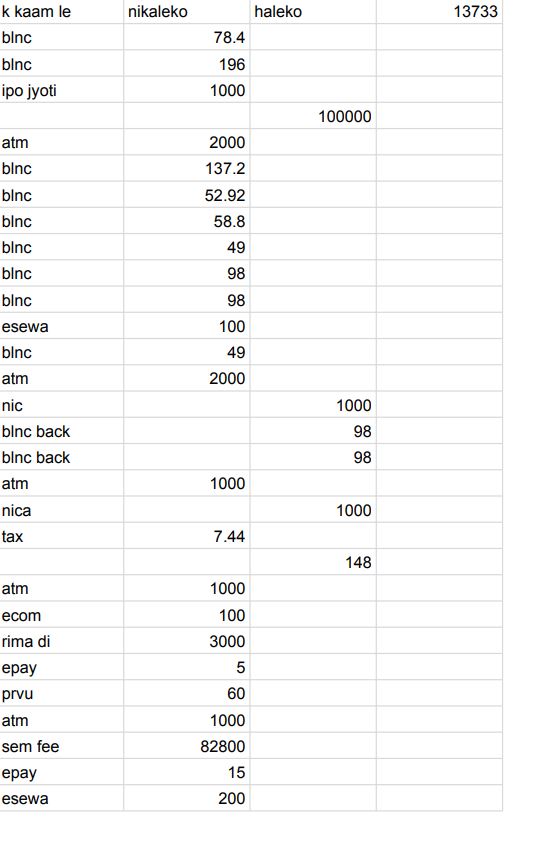 k kaam le nikaleko haleko 13733
blnc 78.4
blnc 196
ipo jyoti 1000
100000
atm 2000
blnc 137.2
blnc 52.92
blnc 58.8
blnc 49
blnc 98
blnc 98
esewa 100
blnc 49
atm 2000
nic 1000
blnc back 98
blnc back 98
atm 1000
nica 1000
tax 7.44
148
atm 1000
ecom 100
rima di 3000
epay 5
prvu 60
atm 1000
sem fee 82800
epay 15
esewa 200